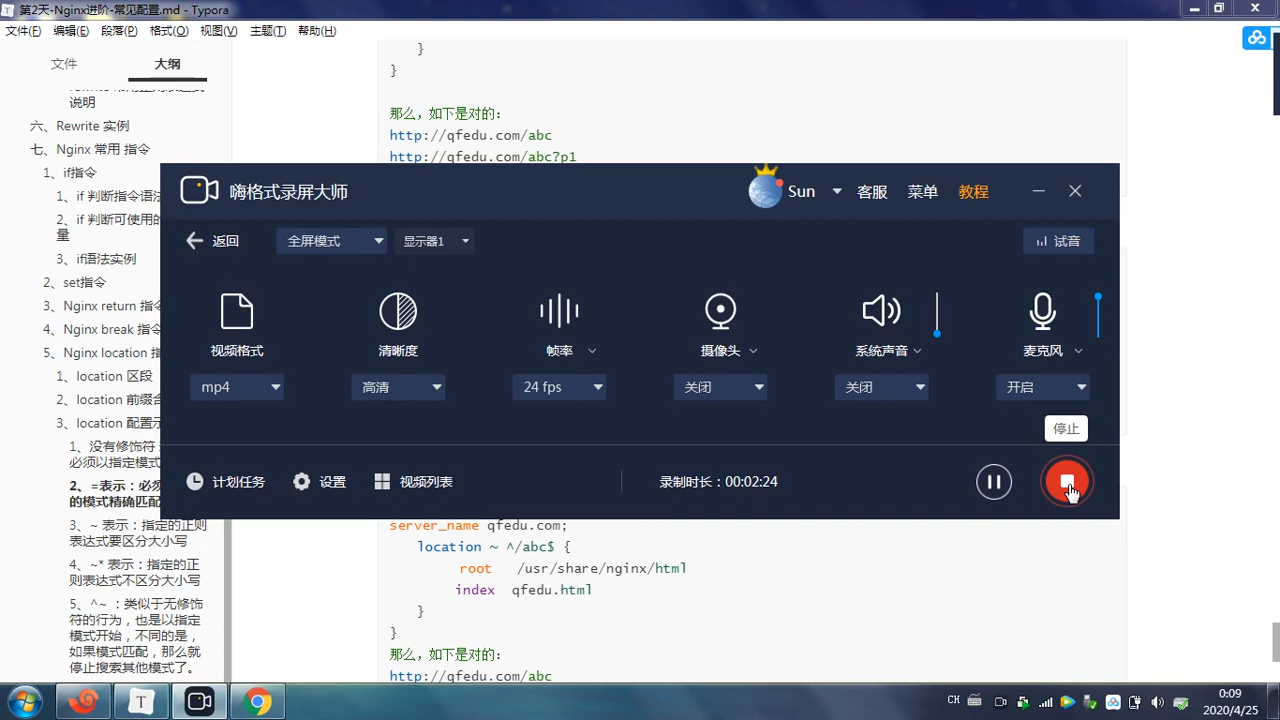 第2天-Nginx进阶-常见配置.md - Typora
文件(F) 编辑(E) 段落(P) 格式(O) 视图(V) 主题(T) 帮助(H)
文件 大纲
说明
六、Rewrite 实例
七、Nginx 常用 指令
1、if指令
1、if 判断指令语法
2、if 判断可使用的
量
3、if语法实例
2、set指令
3、Nginx return 指
4、Nginx break 指令
5、Nginx location 指
1、location 区段
2、location 前缀含
3、location 配置示
1、没有修饰符
必须以指定模式
2、=表示：必须
的模式精确匹配
3、~ 表示：指定的正则
表达式要区分大小写
4、~* 表示：指定的正
则表达式不区分大小写
5、^~ ：类似于无修饰
符的行为，也是以指定
模式开始，不同的是，
如果模式匹配，那么就
停止搜索其他模式了。
}
}
那么，如下是对的：
http://qfedu.com/abc
http://qfedu.com/abc?p1
嗨格式录屏大师
Sun 客服 菜单 教程
返回 全屏模式 显示器1 试音
视频格式 清晰度 帧率 摄像头 系统声音 麦克风
mp4 高清 24 fps 关闭 关闭 开启
停止
计划任务 设置 视频列表 录制时长：00:02:24
server_name qfedu.com;
location ~ ^/abc$ {
root /usr/share/nginx/html
index qfedu.html
}
}
那么，如下是对的：
http://qfedu.com/abc
CH
0:09
2020/4/25